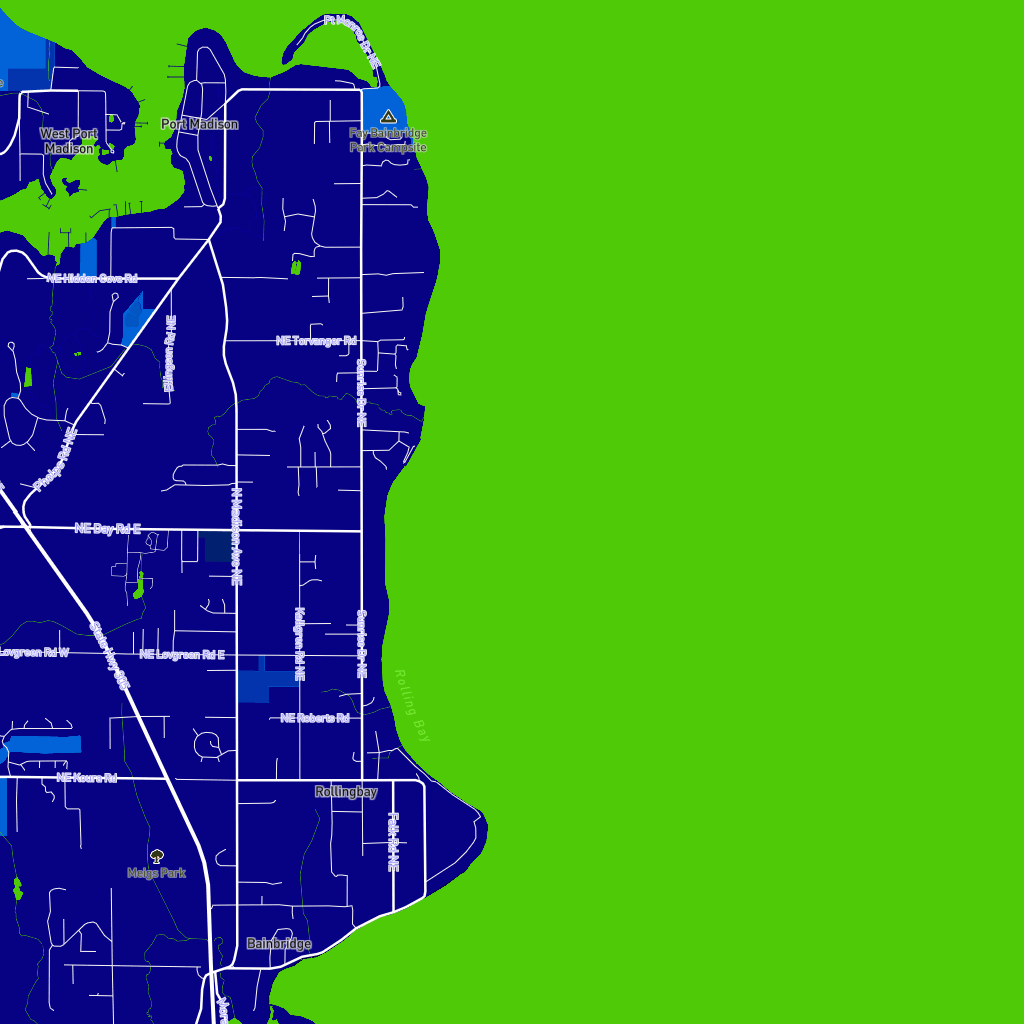 Pt Monroe Dr NE
Port Madison
West Port
Madison
Fay Bainbridge
Park Campsite
NE Hidden Cove Rd
Ellingsen Rd NE
NE Torvanger Rd
Sunrise Dr NE
Phelps Rd NE
N Madison Ave NE
NE Day Rd E
State Hwy 305
Lovgreen Rd W
NE Lovgreen Rd E
Kallgren Rd NE
Sunrise Dr NE
Rolling Bay
NE Roberts Rd
NE Koura Rd
Rollingbay
Falk Rd NE
Meigs Park
Bainbridge